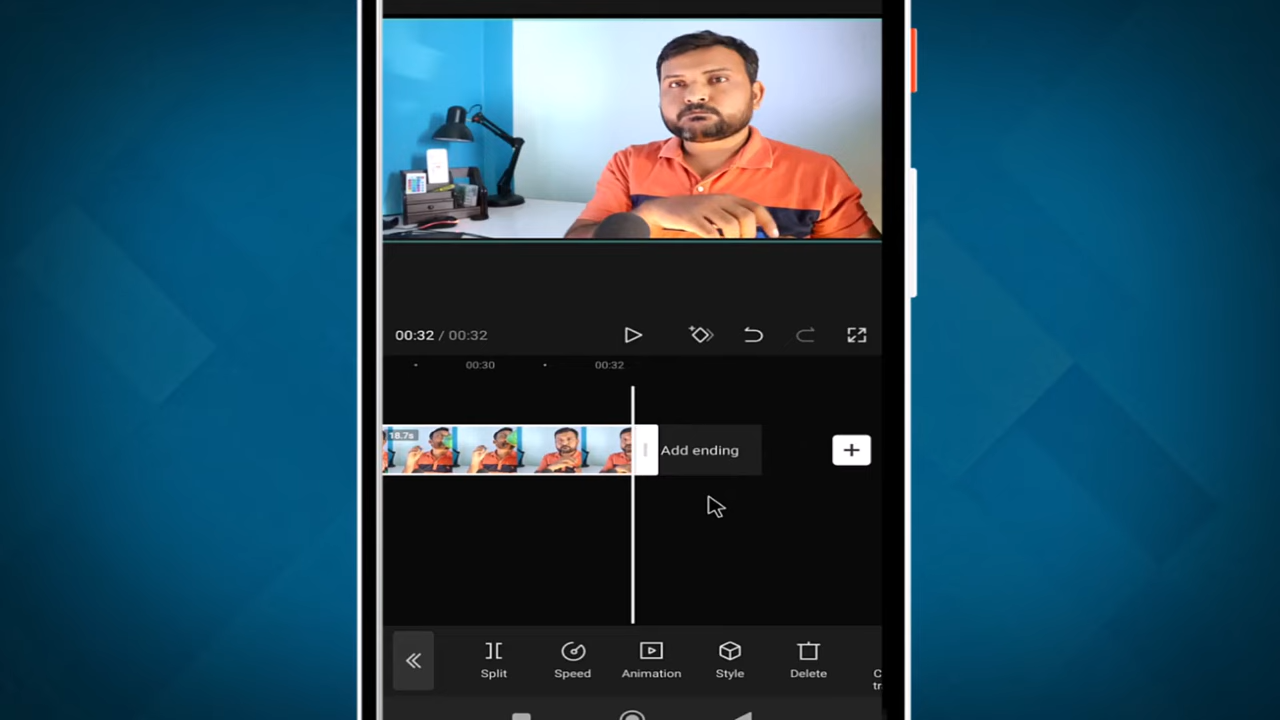 00:32 / 00:32
00:30
00:32
18.7s
Add ending
Split
Speed
Animation
Style
Delete